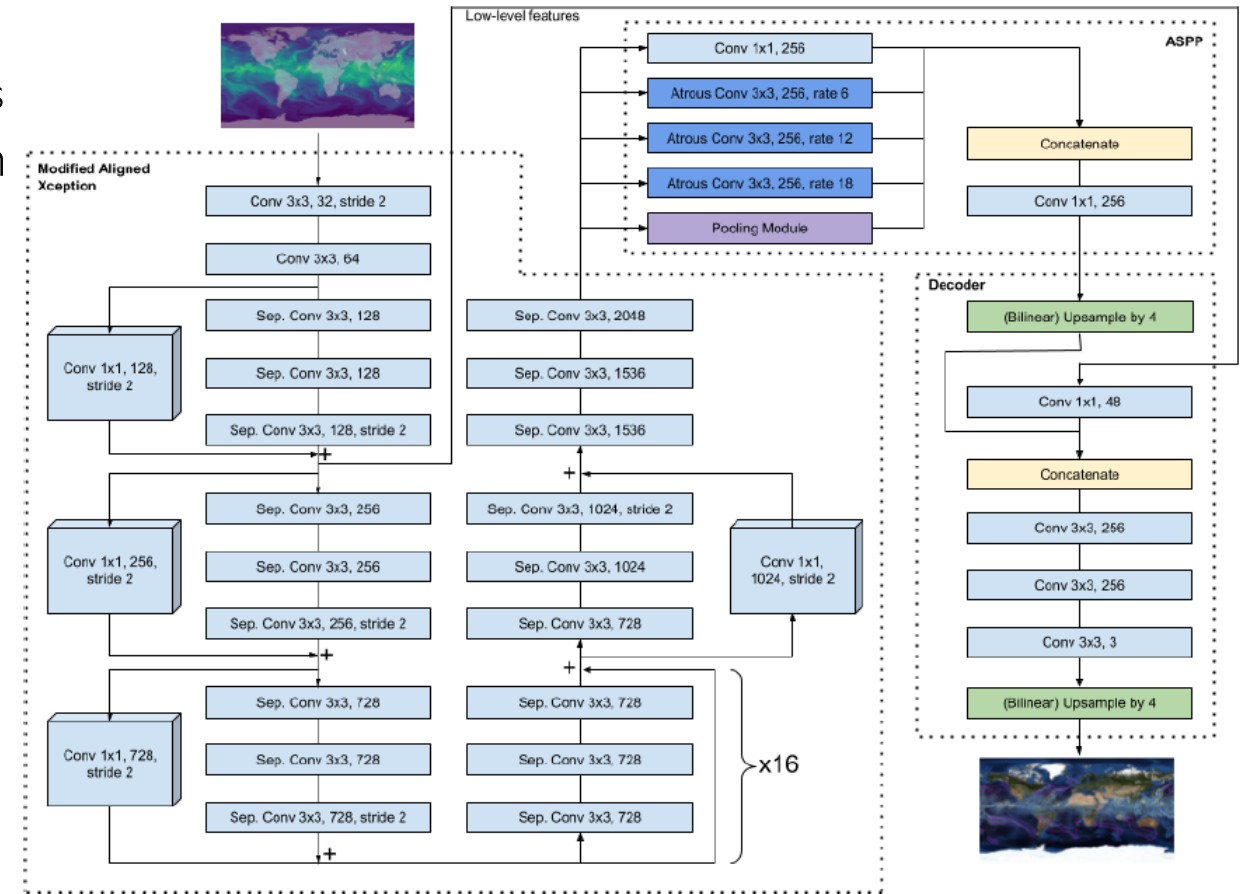 Low-level features
s
n
Modified Aligned
Xception
Conv 3x3, 32, stride 2
Conv 3x3, 64
Sep. Conv 3x3, 128
Conv 1x1, 128,
stride 2
Sep. Conv 3x3, 128
Sep. Conv 3x3, 128, stride 2
+
Sep. Conv 3x3, 256
Conv 1x1, 256,
stride 2
Sep. Conv 3x3, 256
Sep. Conv 3x3, 256, stride 2
+
Sep. Conv 3x3, 728
Conv 1x1, 728,
stride 2
Sep. Conv 3x3, 728
Sep. Conv 3x3, 728, stride 2
+
Sep. Conv 3x3, 2048
Sep. Conv 3x3, 1536
Sep. Conv 3x3, 1536
+
Sep. Conv 3x3, 1024, stride 2
Sep. Conv 3x3, 1024
Conv 1x1,
1024, stride 2
Sep. Conv 3x3, 728
+
Sep. Conv 3x3, 728
Sep. Conv 3x3, 728
Sep. Conv 3x3, 728
x16
ASPP
Conv 1x1, 256
Atrous Conv 3x3, 256, rate 6
Atrous Conv 3x3, 256, rate 12
Atrous Conv 3x3, 256, rate 18
Pooling Module
Concatenate
Conv 1x1, 256
Decoder
(Bilinear) Upsample by 4
Conv 1x1, 48
Concatenate
Conv 3x3, 256
Conv 3x3, 256
Conv 3x3, 3
(Bilinear) Upsample by 4